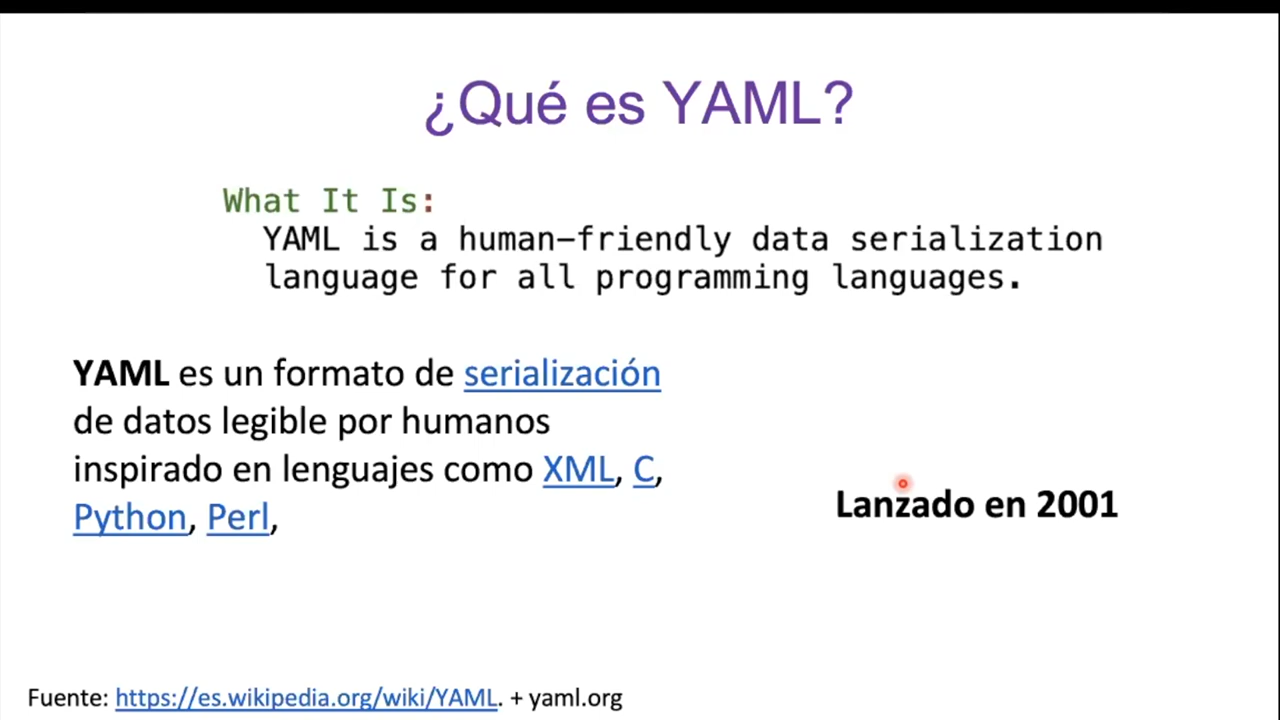 ¿Qué es YAML?
What It Is:
YAML is a human-friendly data serialization
language for all programming languages.
YAML es un formato de serialización
de datos legible por humanos
inspirado en lenguajes como XML, C,
Python, Perl,
Lanzado en 2001
Fuente: https://es.wikipedia.org/wiki/YAML. + yaml.org